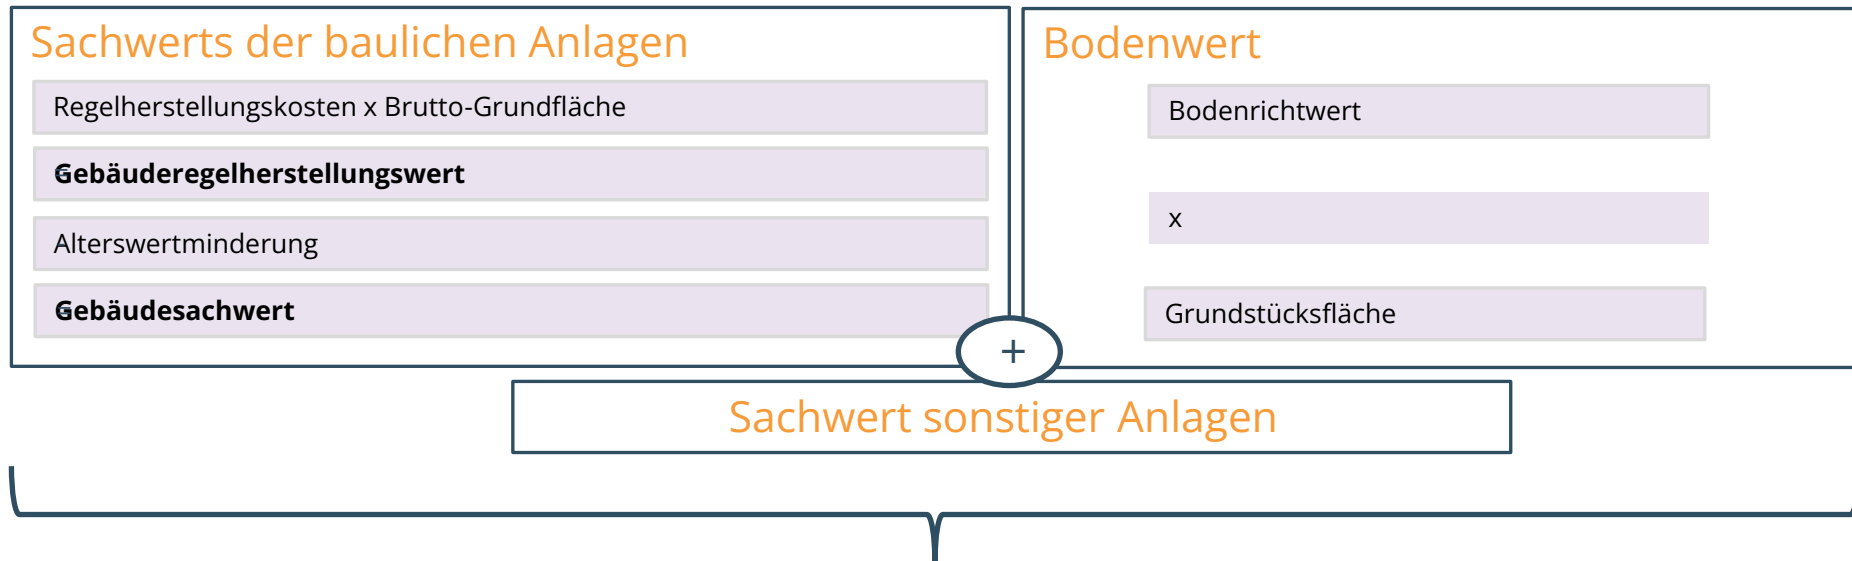 Sachwerts der baulichen Anlagen
Regelherstellungskosten x Brutto-Grundfläche
Gebäuderegelherstellungswert
Alterswertminderung
Gebäudesachwert
Bodenwert
Bodenrichtwert
x
Grundstücksfläche
+
Sachwert sonstiger Anlagen